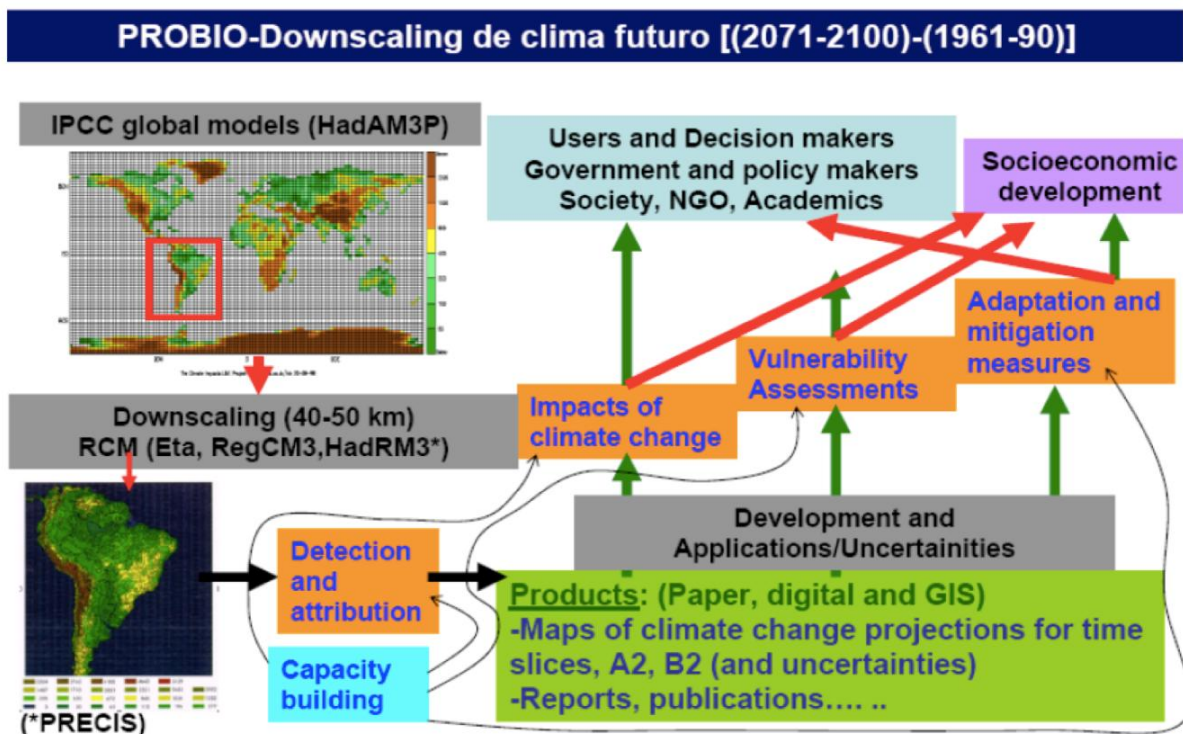 PROBIO-Downscaling de clima futuro [(2071-2100)-(1961-90)]
IPCC global models (HadAM3P)
Users and Decision makers
Government and policy makers
Society, NGO, Academics
Socioeconomic
development
Adaptation and
mitigation
measures
Vulnerability
Assessments
Impacts of
climate change
Downscaling (40-50 km)
RCM (Eta, RegCM3,HadRM3*)
Development and
Applications/Uncertainities
Detection
and
attribution
Products: (Paper, digital and GIS)
-Maps of climate change projections for time
slices, A2, B2 (and uncertainties)
-Reports, publications…. ..
Capacity
building
(*PRECIS)